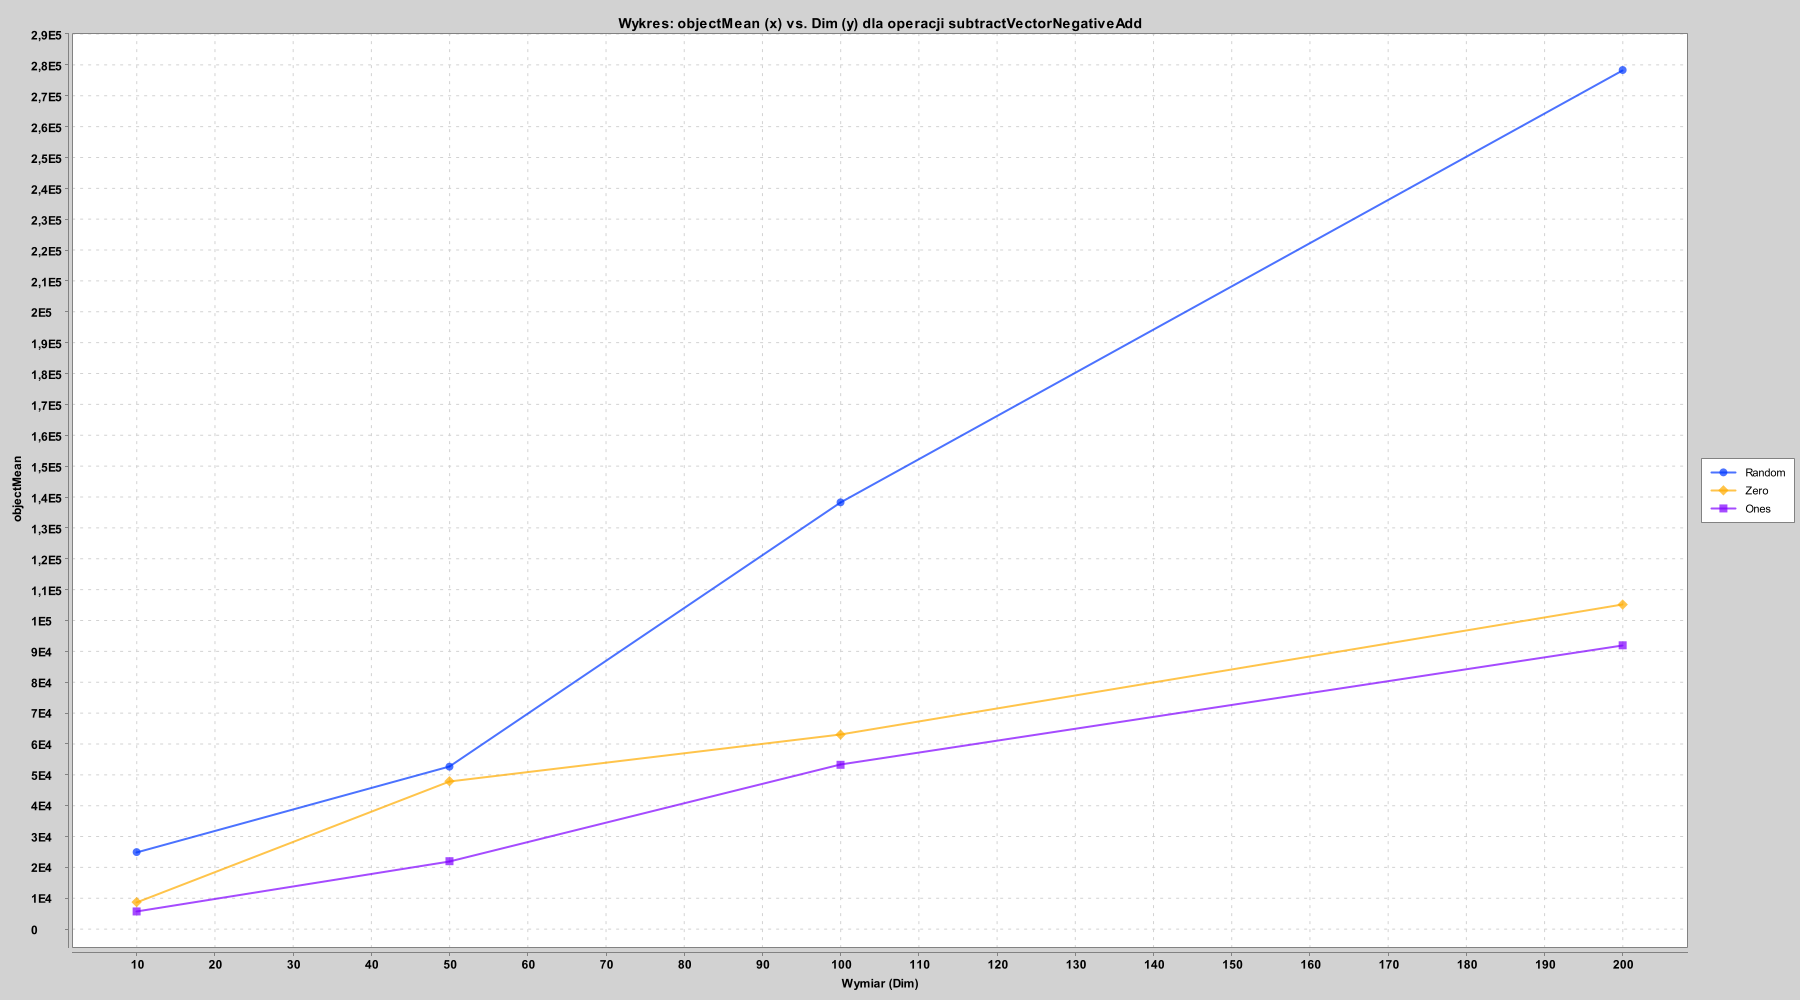 Wykres: objectMean (x) vs. Dim (y) dla operacji subtractVectorNegativeAdd
2,9E5
2,8E5
2,7E5
2,6E5
2,5E5
2,4E5
2,3E5
2,2E5
2,1E5
2E5
1,9E5
1,8E5
1,7E5
1,6E5
1,5E5
1,4E5
1,3E5
1,2E5
1,1E5
1E5
9E4
8E4
7E4
6E4
5E4
4E4
3E4
2E4
1E4
0
objectMean
10 20 30 40 50 60 70 80 90 100 110 120 130 140 150 160 170 180 190 200
Wymiar (Dim)
Random
Zero
Ones